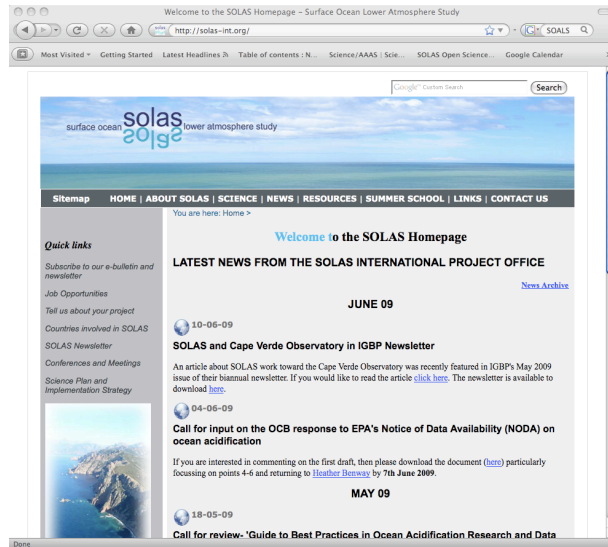 Welcome to the SOLAS Homepage – Surface Ocean Lower Atmosphere Study
http://solas-int.org/
SOALS
Most Visited
Getting Started
Latest Headlines
Table of contents : N...
Science/AAAS | Scie...
SOLAS Open Science...
Google Calendar
Google™ Custom Search
Search
surface ocean solas lower atmosphere study
Sitemap
HOME | ABOUT SOLAS | SCIENCE | NEWS | RESOURCES | SUMMER SCHOOL | LINKS | CONTACT US
You are here: Home >
Quick links
Subscribe to our e-bulletin and
newsletter
Job Opportunities
Tell us about your project
Countries involved in SOLAS
SOLAS Newsletter
Conferences and Meetings
Science Plan and
Implementation Strategy
Welcome to the SOLAS Homepage
LATEST NEWS FROM THE SOLAS INTERNATIONAL PROJECT OFFICE
News Archive
JUNE 09
10-06-09
SOLAS and Cape Verde Observatory in IGBP Newsletter
An article about SOLAS work toward the Cape Verde Observatory was recently featured in IGBP's May 2009
issue of their biannual newsletter. If you would like to read the article click here. The newsletter is available to
download here.
04-06-09
Call for input on the OCB response to EPA's Notice of Data Availability (NODA) on
ocean acidification
If you are interested in commenting on the first draft, then please download the document (here) particularly
focussing on points 4-6 and returning to Heather Benway by 7th June 2009.
MAY 09
18-05-09
Call for review- 'Guide to Best Practices in Ocean Acidification Research and Data
Done